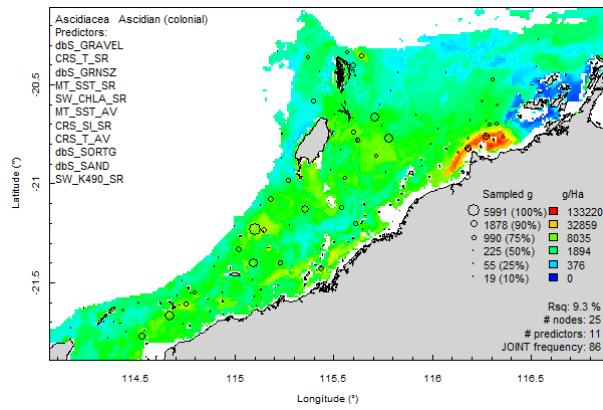 Ascidiacea Ascidian (colonial)
Predictors:
dbS_GRAVEL
CRS_T_SR
dbS_GRNSZ
MT_SST_SR
SW_CHLA_SR
MT_SST_AV
CRS_SI_SR
CRS_T_AV
dbS_SORTG
dbS_SAND
SW_K490_SR
-20.5
-21
-21.5
Latitude (°)
Sampled g g/Ha
5991 (100%) 133220
1878 (90%) 32859
990 (75%) 8035
225 (50%) 1894
55 (25%) 376
19 (10%) 0
Rsq: 9.3 %
# nodes: 25
# predictors: 11
JOINT frequency: 86
114.5 115 115.5 116 116.5
Longitude (°)